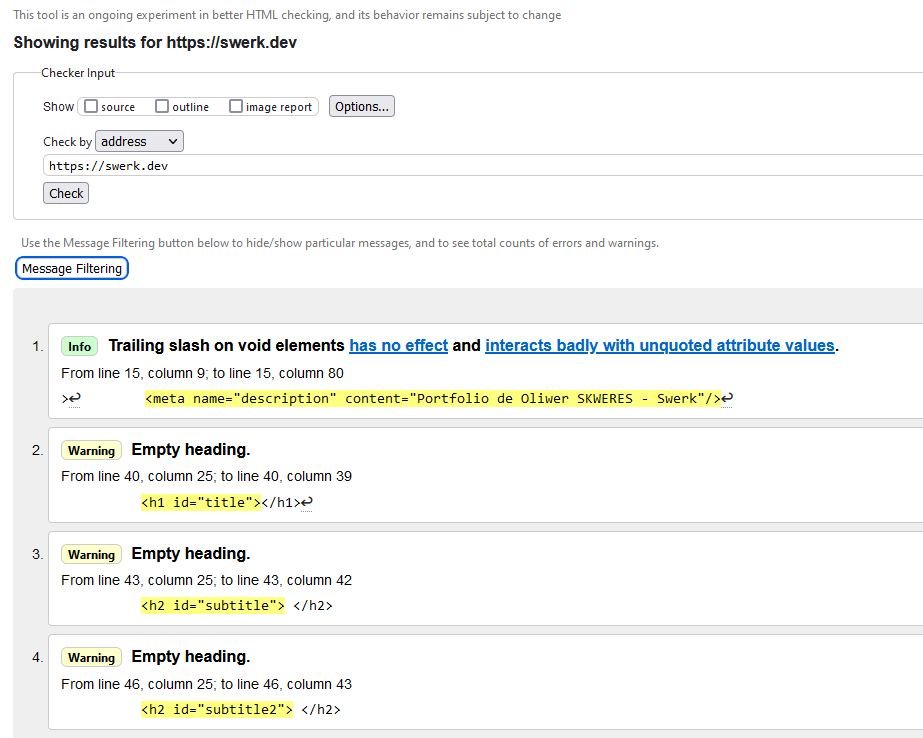 This tool is an ongoing experiment in better HTML checking, and its behavior remains subject to change
Showing results for https://swerk.dev
Checker Input
Show source outline image report Options...
Check by address
https://swerk.dev
Check
Use the Message Filtering button below to hide/show particular messages, and to see total counts of errors and warnings.
Message Filtering
1. Info Trailing slash on void elements has no effect and interacts badly with unquoted attribute values.
From line 15, column 9; to line 15, column 80
>↩ <meta name="description" content="Portfolio de Oliwer SKWERES - Swerk"/>↩
2. Warning Empty heading.
From line 40, column 25; to line 40, column 39
<h1 id="title"></h1>↩
3. Warning Empty heading.
From line 43, column 25; to line 43, column 42
<h2 id="subtitle"> </h2>
4. Warning Empty heading.
From line 46, column 25; to line 46, column 43
<h2 id="subtitle2"> </h2>